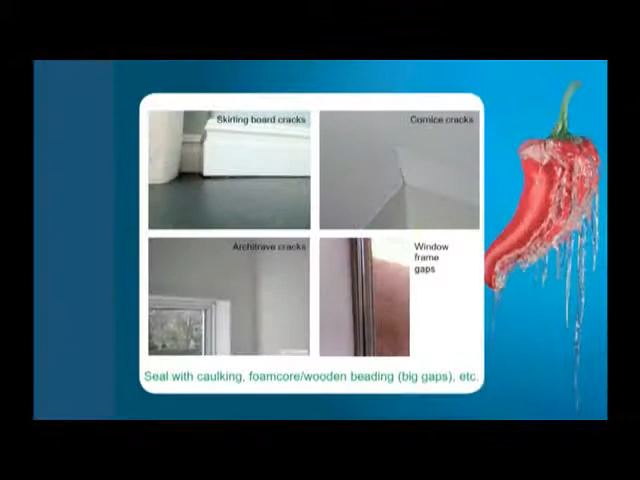 Skirting board cracks
Cornice cracks
Architrave cracks
Window
frame
gaps
Seal with caulking, foamcore/wooden beading (big gaps), etc.